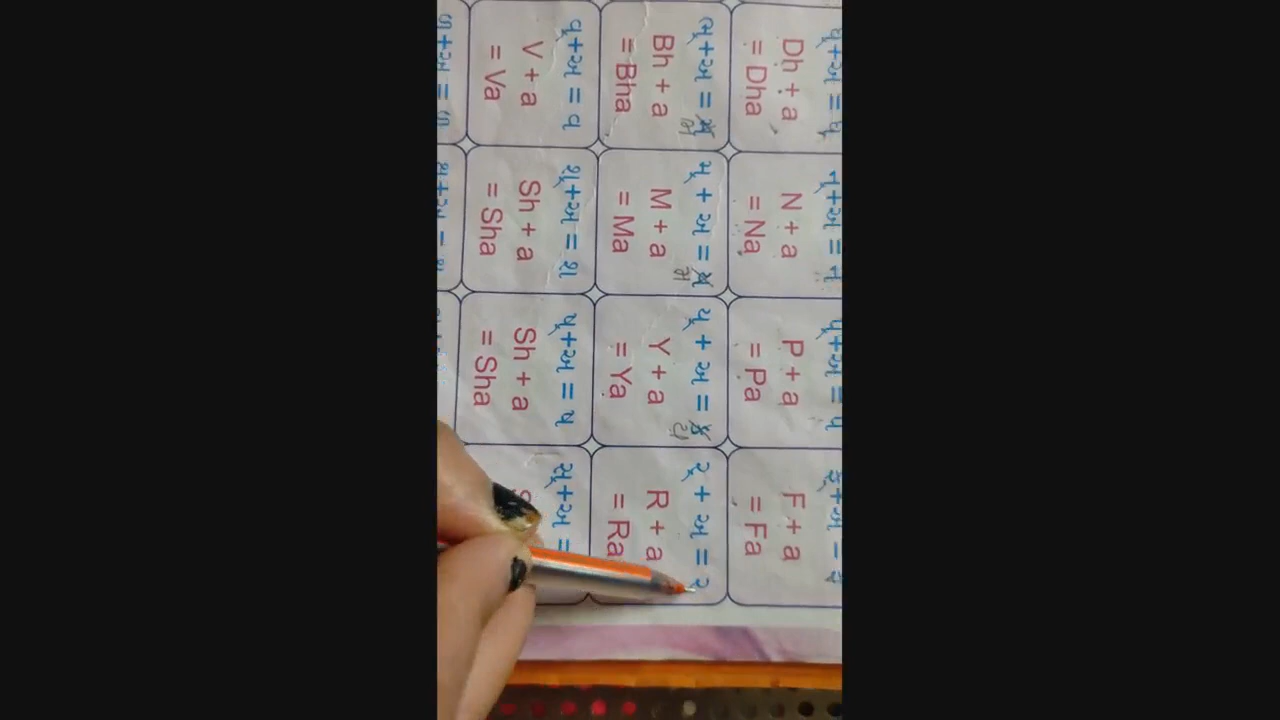 ધ્+અ = ધ
Dh + a
= Dha
ન્+અ = ન
N + a
= Na
પ્+અ = પ
P + a
= Pa
ફ્+અ = ફ
F + a
= Fa
ભ્+અ =
ભ
Bh + a
= Bha
મ્ + અ =
મ
M + a
= Ma
ય્ + અ =
ય
Y + a
= Ya
ર્ + અ = ર
R + a
= Ra
વ્+અ = વ
V + a
= Va
શ્+અ = શ
Sh + a
= Sha
ષ્+અ = ષ
Sh + a
= Sha
સ્+અ =